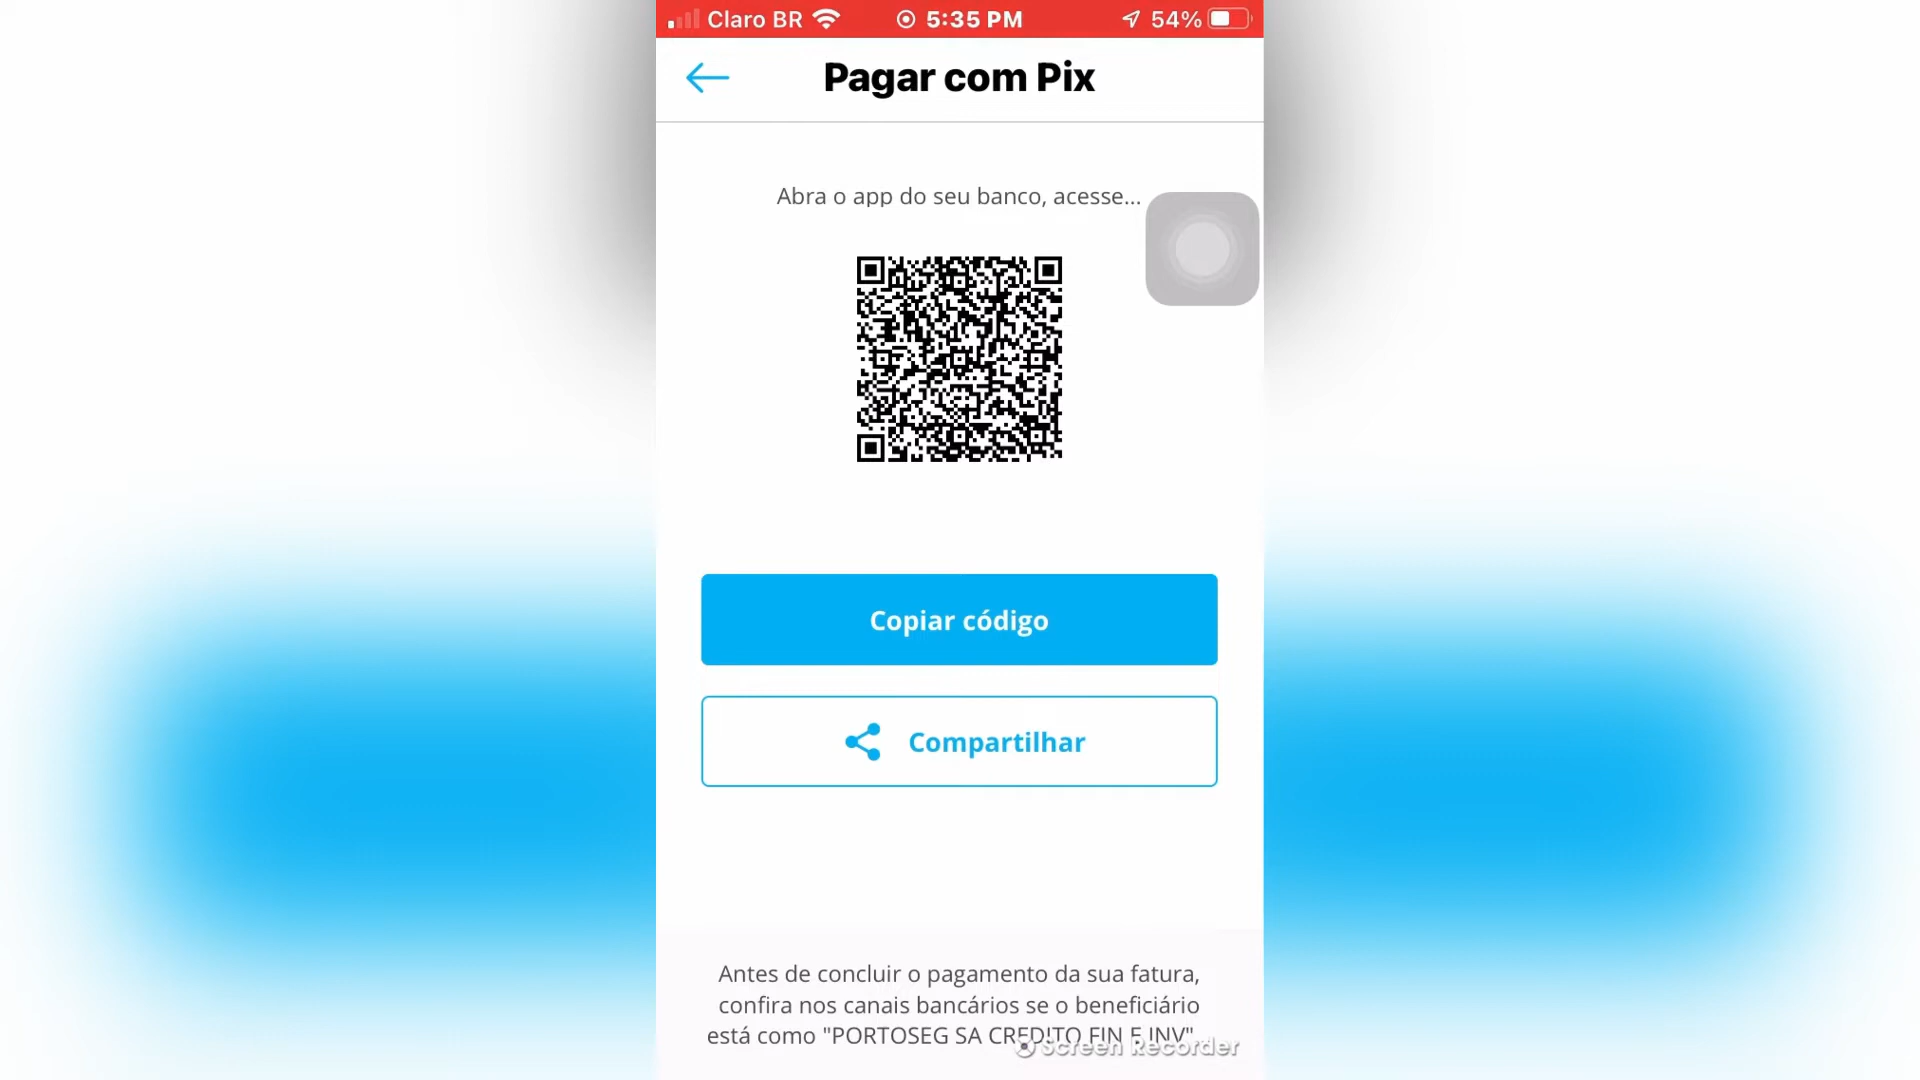 Claro BR 5:35 PM 54%
Pagar com Pix
Abra o app do seu banco, acesse...
Copiar código
Compartilhar
Antes de concluir o pagamento da sua fatura,
confira nos canais bancários se o beneficiário
está como "PORTOSEG SA CREDITO FIN E INV"
Screen Recorder